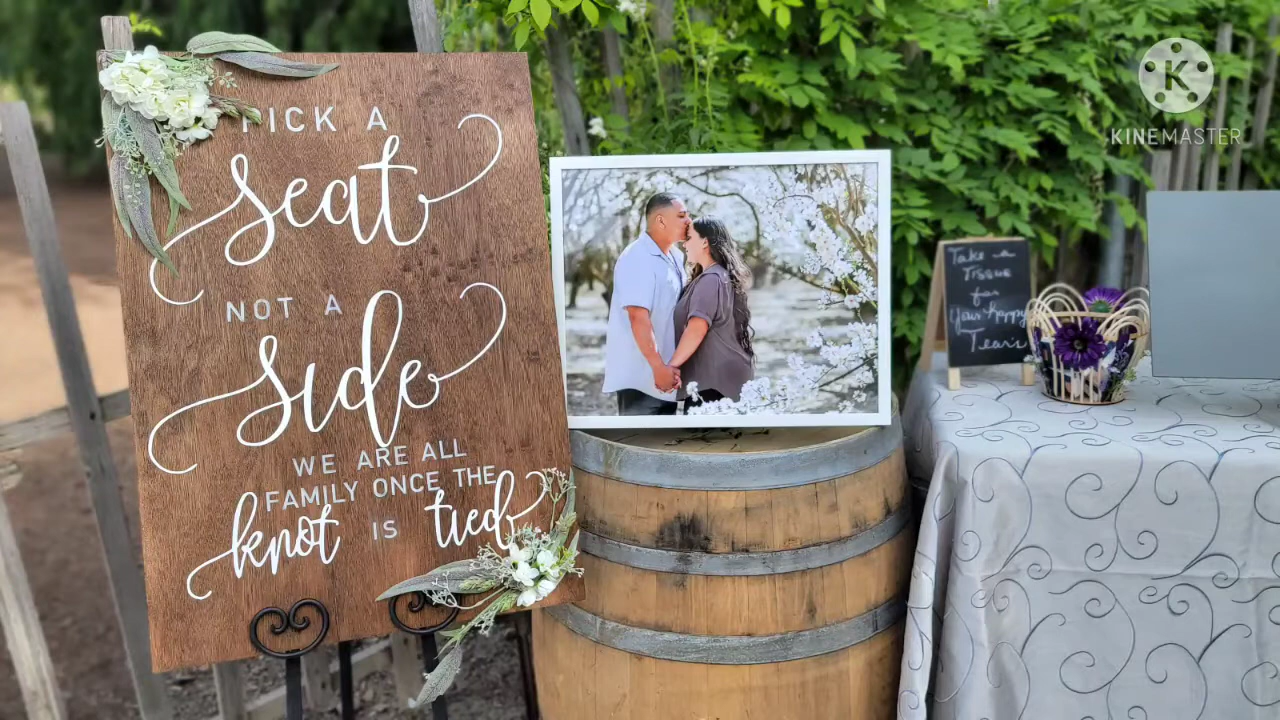 PICK A
seat
NOT A
side
WE ARE ALL
FAMILY ONCE THE
knot IS tied
Take a
Tissue
for
Your Happy
Tears
K
KINEMASTER